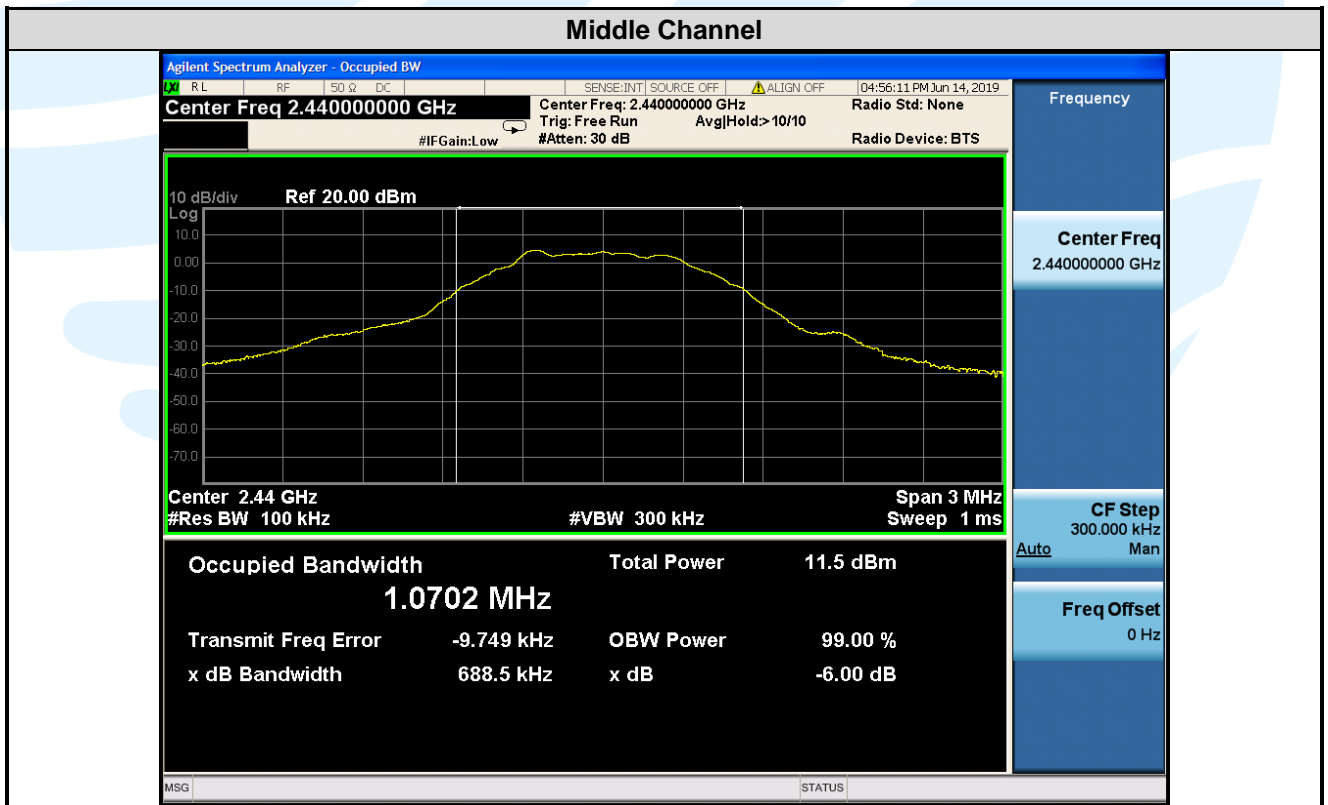 Middle Channel
Agilent Spectrum Analyzer - Occupied BW
LXI RL RF 50 Ω DC SENSE:INT SOURCE OFF ALIGN OFF 04:56:11 PM Jun 14, 2019
Center Freq 2.440000000 GHz
Center Freq: 2.440000000 GHz
Radio Std: None
Trig: Free Run Avg|Hold:>10/10
#IFGain:Low
#Atten: 30 dB
Radio Device: BTS
10 dB/div Ref 20.00 dBm
Log
10.0
0.00
-10.0
-20.0
-30.0
-40.0
-50.0
-60.0
-70.0
Center 2.44 GHz Span 3 MHz
#Res BW 100 kHz #VBW 300 kHz Sweep 1 ms
Occupied Bandwidth Total Power 11.5 dBm
1.0702 MHz
Transmit Freq Error -9.749 kHz OBW Power 99.00 %
x dB Bandwidth 688.5 kHz x dB -6.00 dB
MSG STATUS
Frequency
Center Freq
2.440000000 GHz
CF Step
300.000 kHz
Auto Man
Freq Offset
0 Hz